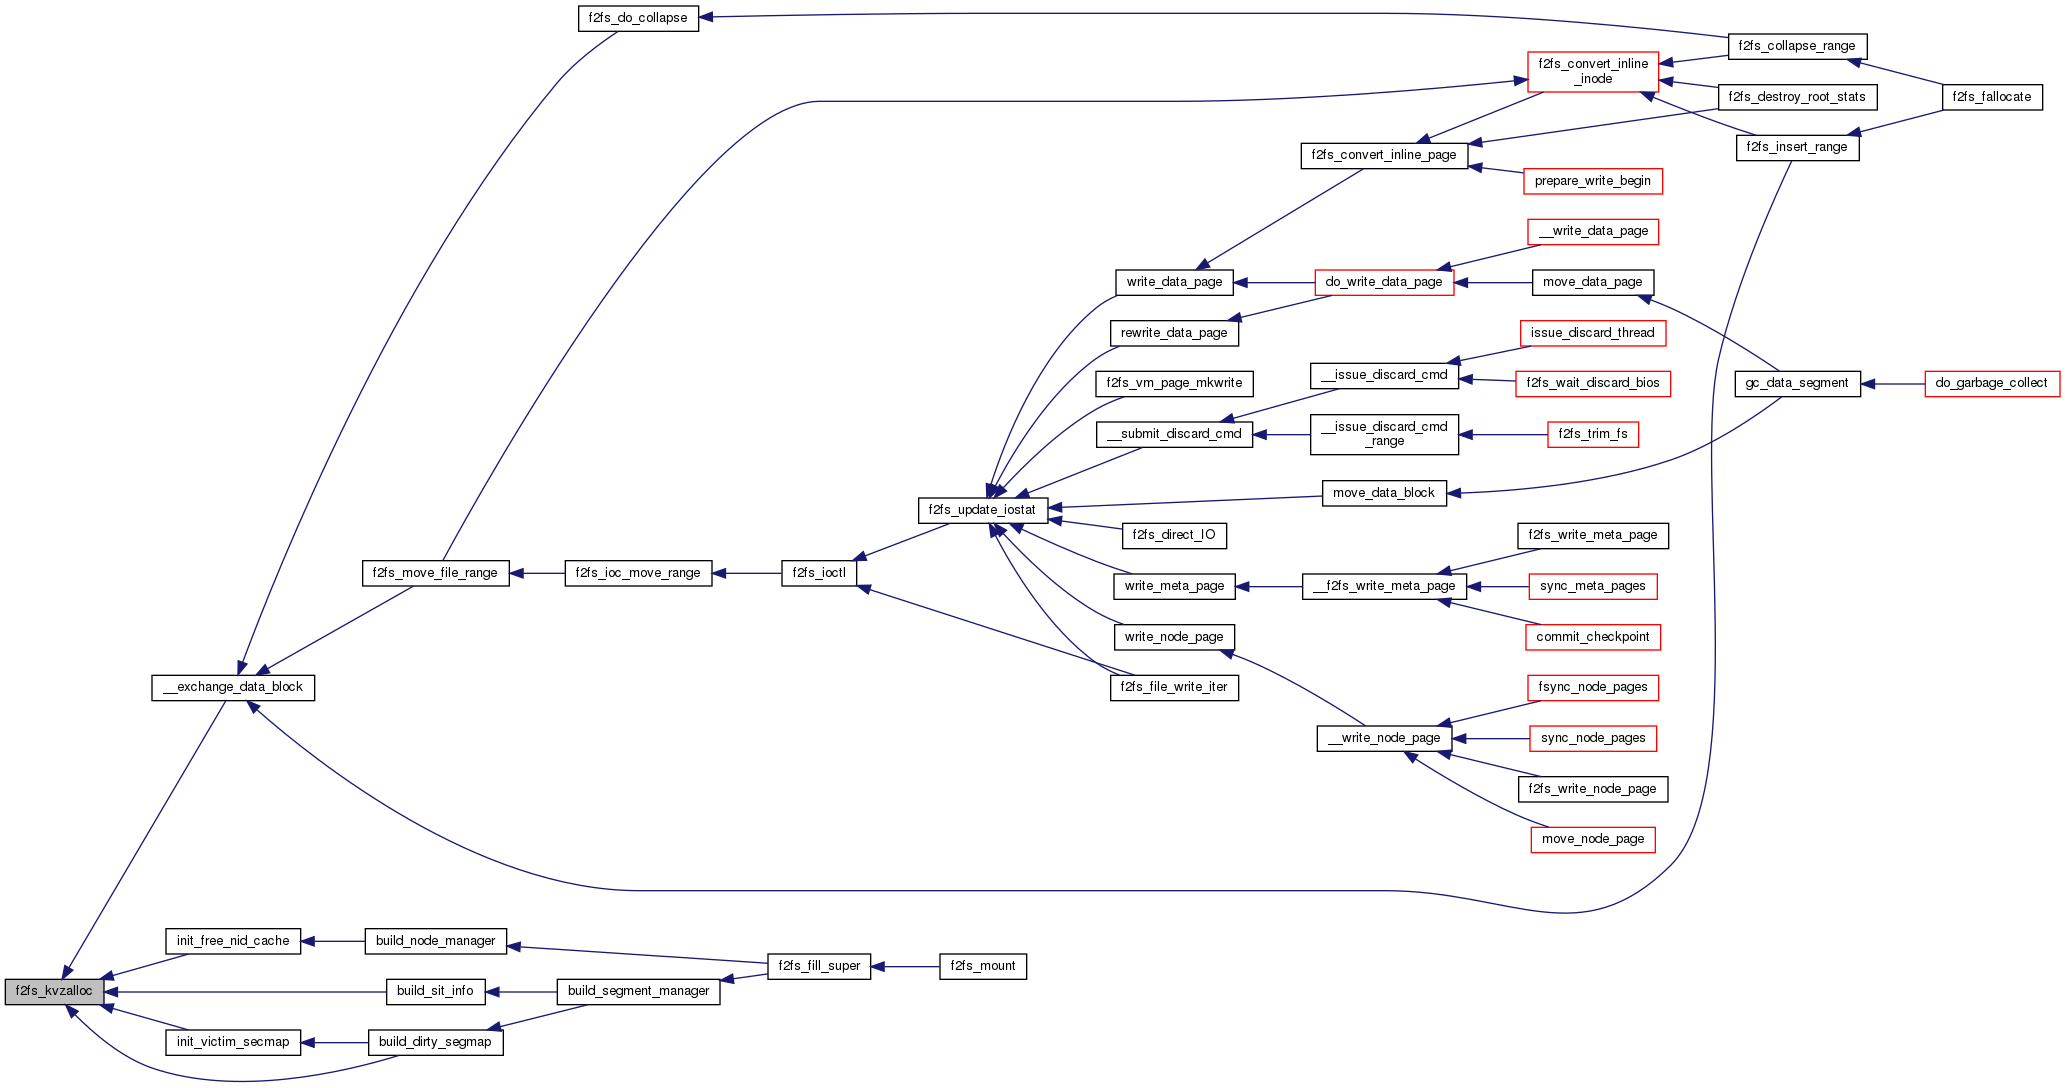 f2fs_do_collapse
f2fs_collapse_range
f2fs_convert_inline
_inode
f2fs_destroy_root_stats
f2fs_fallocate
f2fs_insert_range
f2fs_convert_inline_page
prepare_write_begin
__write_data_page
write_data_page
do_write_data_page
move_data_page
rewrite_data_page
issue_discard_thread
f2fs_vm_page_mkwrite
__issue_discard_cmd
f2fs_wait_discard_bios
gc_data_segment
do_garbage_collect
__submit_discard_cmd
__issue_discard_cmd
_range
f2fs_trim_fs
move_data_block
f2fs_update_iostat
f2fs_direct_IO
f2fs_write_meta_page
f2fs_move_file_range
f2fs_ioc_move_range
f2fs_ioctl
write_meta_page
__f2fs_write_meta_page
sync_meta_pages
write_node_page
commit_checkpoint
__exchange_data_block
f2fs_file_write_iter
fsync_node_pages
__write_node_page
sync_node_pages
f2fs_write_node_page
move_node_page
init_free_nid_cache
build_node_manager
f2fs_fill_super
f2fs_mount
f2fs_kvzalloc
build_sit_info
build_segment_manager
init_victim_secmap
build_dirty_segmap